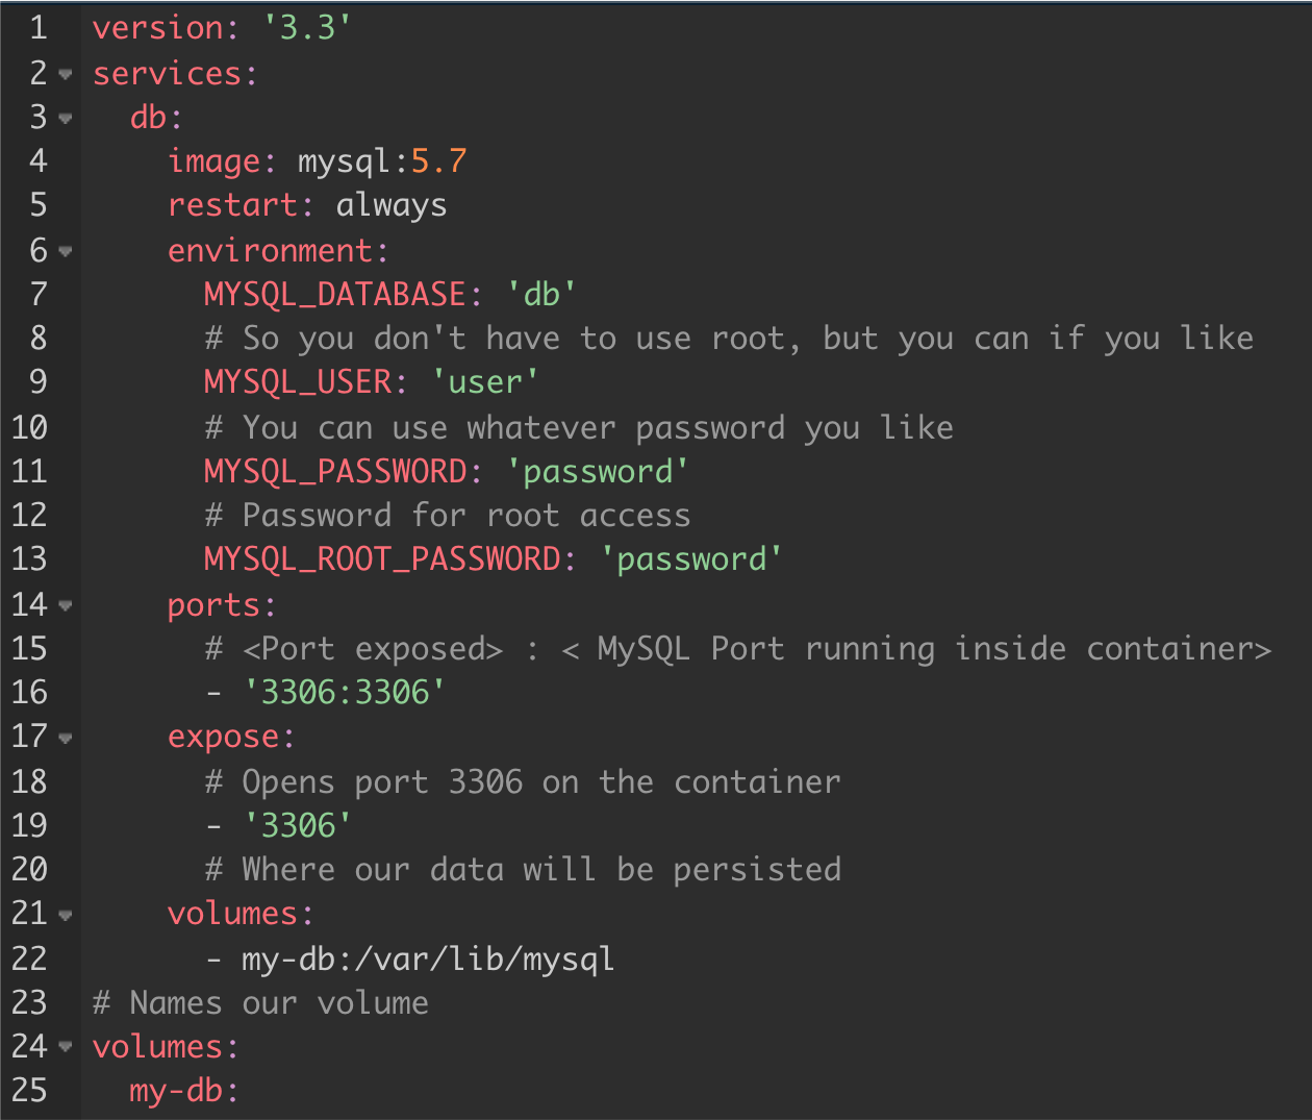 1 version: '3.3'
2 services:
3   db:
4     image: mysql:5.7
5     restart: always
6     environment:
7       MYSQL_DATABASE: 'db'
8       # So you don't have to use root, but you can if you like
9       MYSQL_USER: 'user'
10       # You can use whatever password you like
11       MYSQL_PASSWORD: 'password'
12       # Password for root access
13       MYSQL_ROOT_PASSWORD: 'password'
14     ports:
15       # <Port exposed> : < MySQL Port running inside container>
16       - '3306:3306'
17     expose:
18       # Opens port 3306 on the container
19       - '3306'
20       # Where our data will be persisted
21     volumes:
22       - my-db:/var/lib/mysql
23 # Names our volume
24 volumes:
25   my-db: